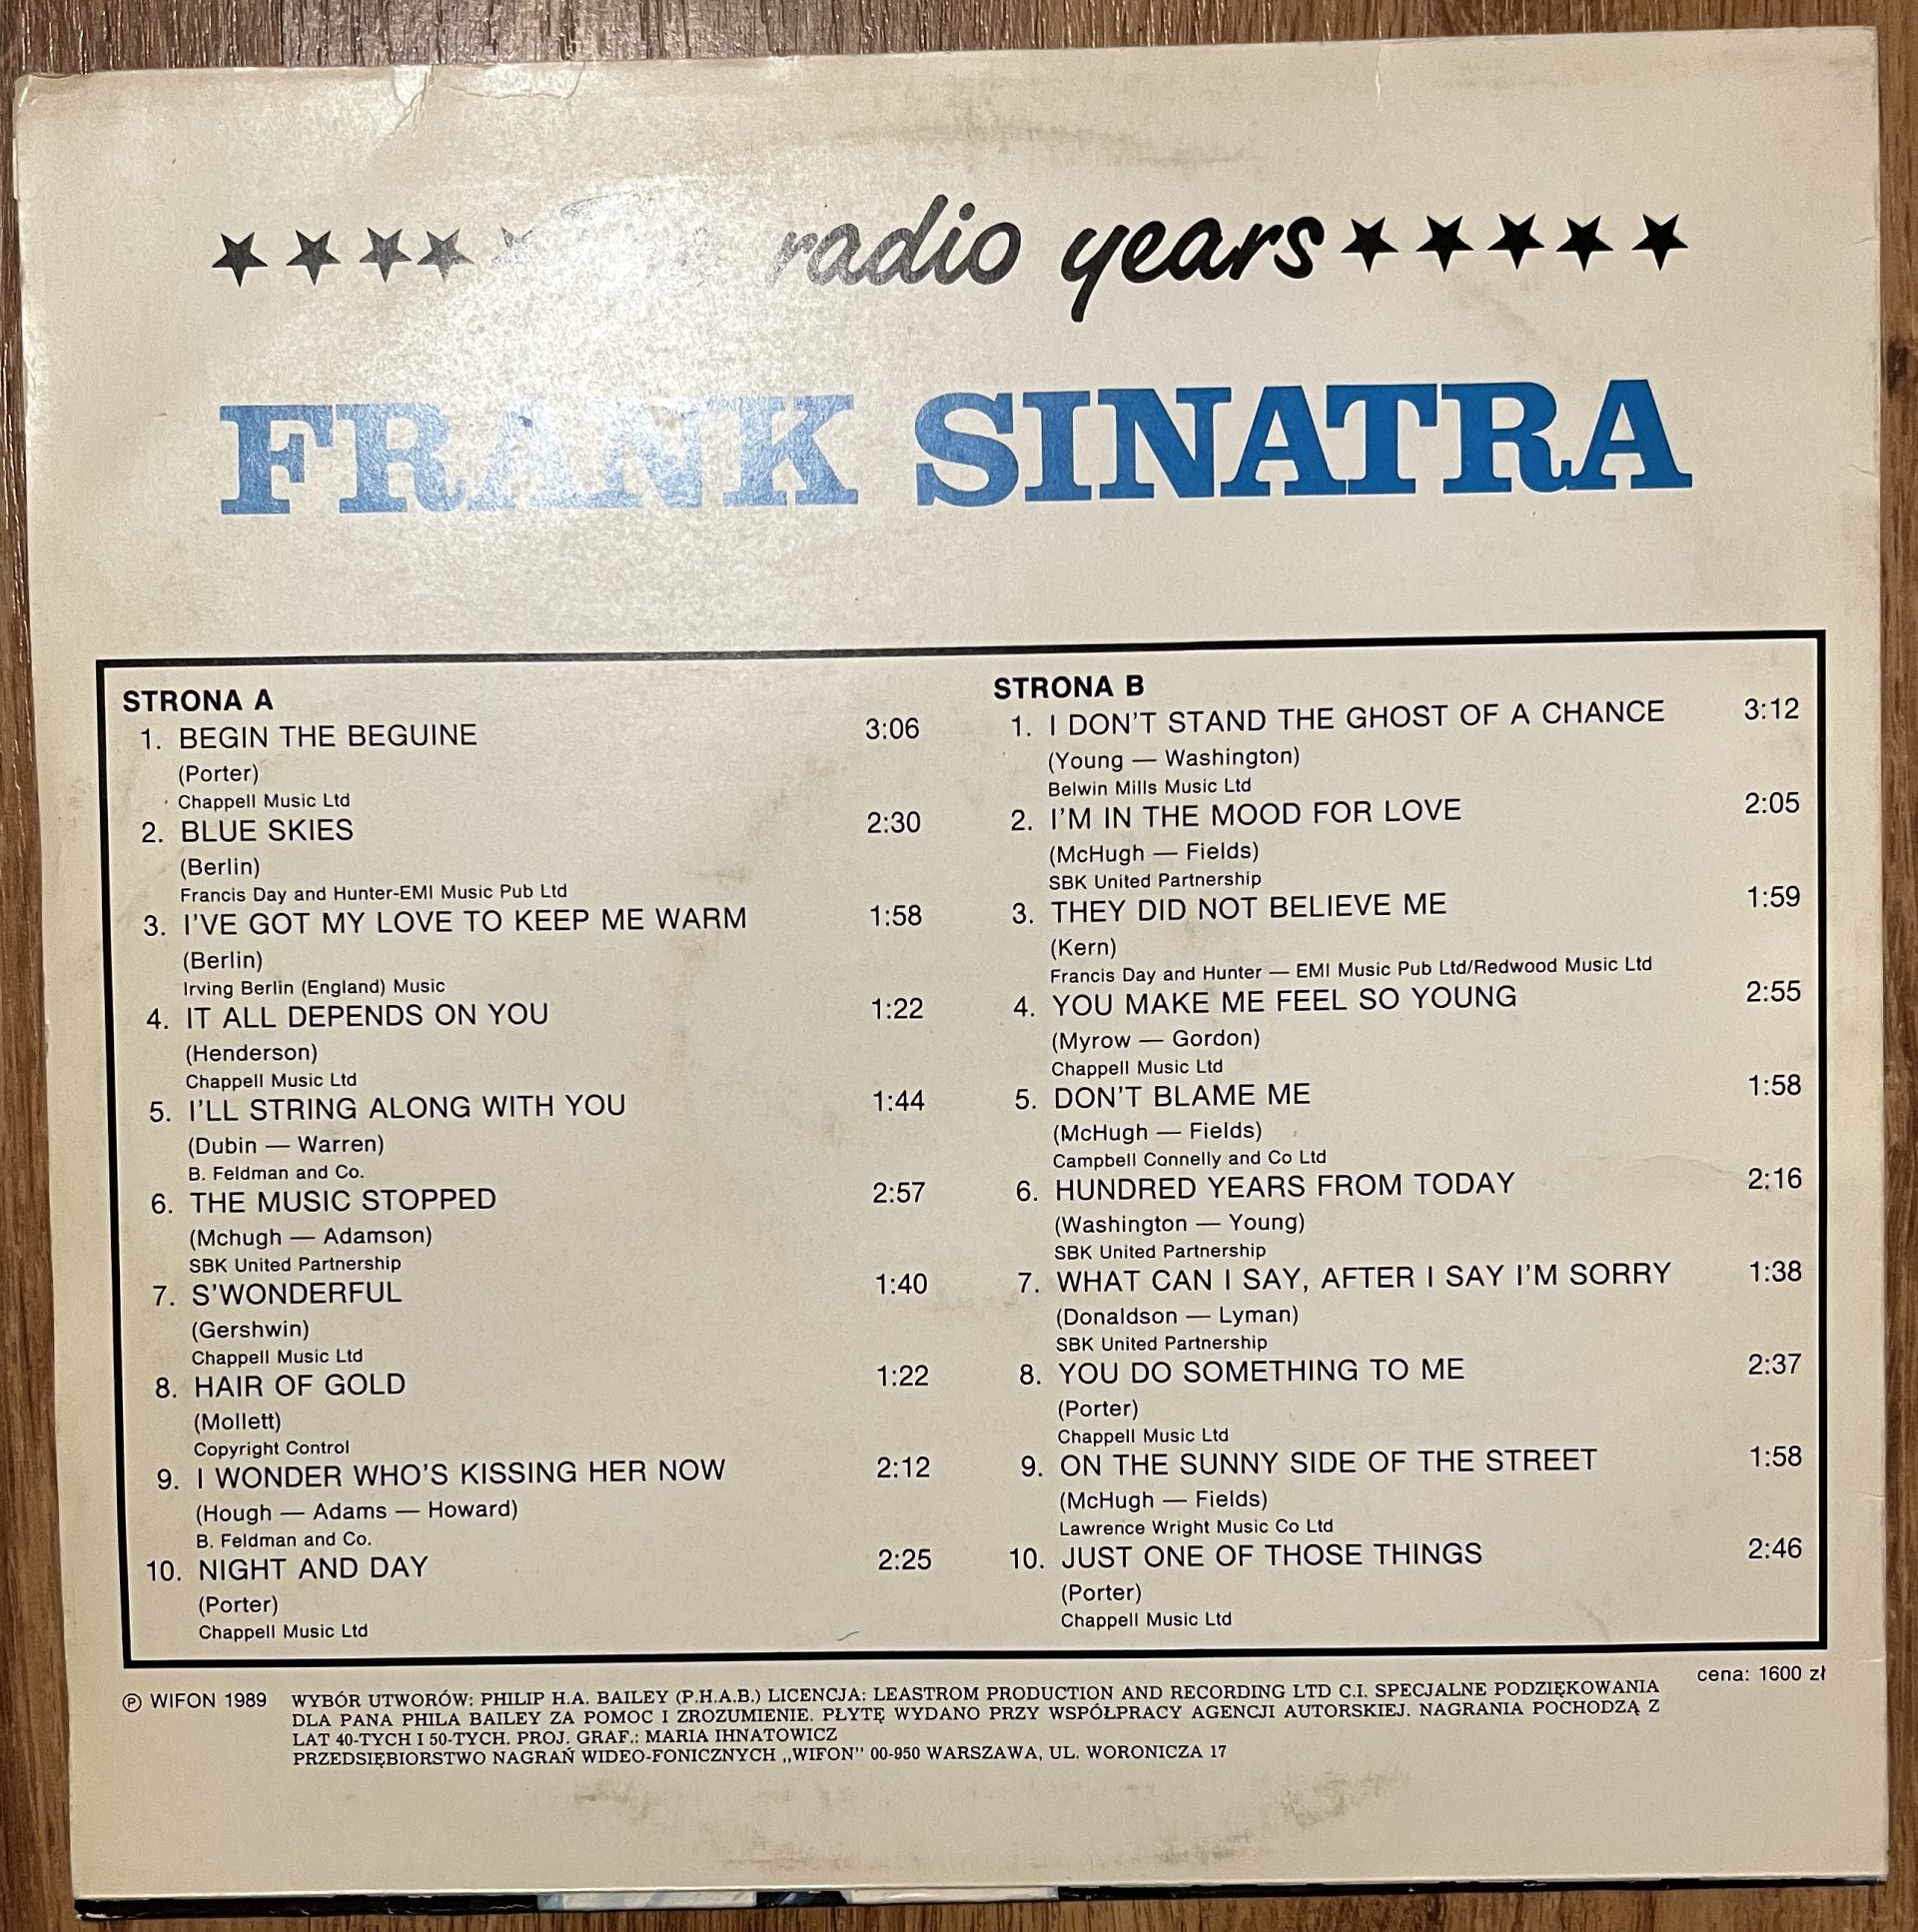 radio years
FRANK SINATRA
STRONA A
1. BEGIN THE BEGUINE 3:06
(Porter)
Chappell Music Ltd
2. BLUE SKIES 2:30
(Berlin)
Francis Day and Hunter-EMI Music Pub Ltd
3. I'VE GOT MY LOVE TO KEEP ME WARM 1:58
(Berlin)
Irving Berlin (England) Music
4. IT ALL DEPENDS ON YOU 1:22
(Henderson)
Chappell Music Ltd
5. I'LL STRING ALONG WITH YOU 1:44
(Dubin — Warren)
B. Feldman and Co.
6. THE MUSIC STOPPED 2:57
(Mchugh — Adamson)
SBK United Partnership
7. S'WONDERFUL 1:40
(Gershwin)
Chappell Music Ltd
8. HAIR OF GOLD 1:22
(Mollett)
Copyright Control
9. I WONDER WHO'S KISSING HER NOW 2:12
(Hough — Adams — Howard)
B. Feldman and Co.
10. NIGHT AND DAY 2:25
(Porter)
Chappell Music Ltd
STRONA B
1. I DON'T STAND THE GHOST OF A CHANCE 3:12
(Young — Washington)
Belwin Mills Music Ltd
2. I'M IN THE MOOD FOR LOVE 2:05
(McHugh — Fields)
SBK United Partnership
3. THEY DID NOT BELIEVE ME 1:59
(Kern)
Francis Day and Hunter — EMI Music Pub Ltd/Redwood Music Ltd
4. YOU MAKE ME FEEL SO YOUNG 2:55
(Myrow — Gordon)
Chappell Music Ltd
5. DON'T BLAME ME 1:58
(McHugh — Fields)
Campbell Connelly and Co Ltd
6. HUNDRED YEARS FROM TODAY 2:16
(Washington — Young)
SBK United Partnership
7. WHAT CAN I SAY, AFTER I SAY I'M SORRY 1:38
(Donaldson — Lyman)
SBK United Partnership
8. YOU DO SOMETHING TO ME 2:37
(Porter)
Chappell Music Ltd
9. ON THE SUNNY SIDE OF THE STREET 1:58
(McHugh — Fields)
Lawrence Wright Music Co Ltd
10. JUST ONE OF THOSE THINGS 2:46
(Porter)
Chappell Music Ltd
cena: 1600 zł
Ⓟ WIFON 1989
WYBÓR UTWORÓW: PHILIP H.A. BAILEY (P.H.A.B.) LICENCJA: LEASTROM PRODUCTION AND RECORDING LTD C.I. SPECJALNE PODZIĘKOWANIA
DLA PANA PHILA BAILEY ZA POMOC I ZROZUMIENIE. PŁYTĘ WYDANO PRZY WSPÓŁPRACY AGENCJI AUTORSKIEJ. NAGRANIA POCHODZĄ Z
LAT 40-TYCH I 50-TYCH. PROJ. GRAF.: MARIA IHNATOWICZ
PRZEDSIĘBIORSTWO NAGRAŃ WIDEO-FONICZNYCH „WIFON" 00-950 WARSZAWA, UL. WORONICZA 17